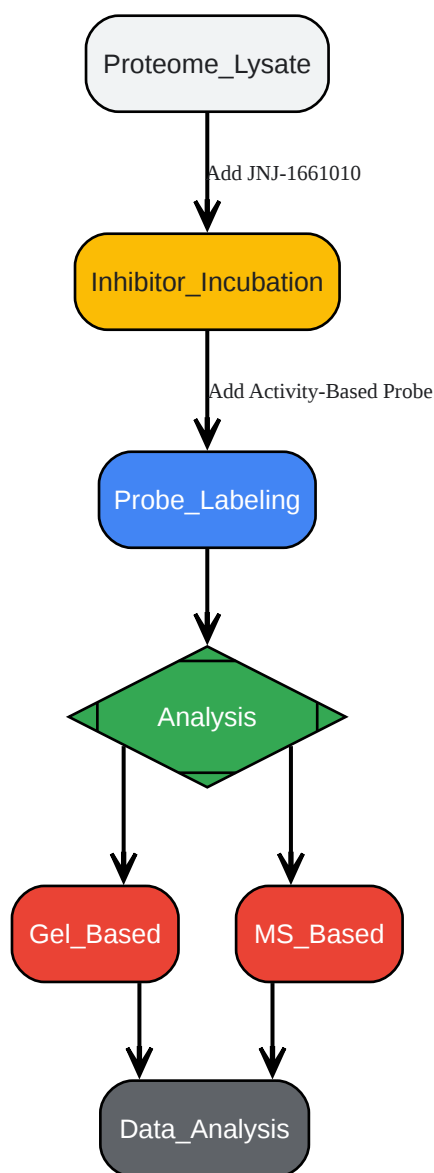 Proteome_Lysate
Add JNJ-1661010
Inhibitor_Incubation
Add Activity-Based Probe
Probe_Labeling
Analysis
Gel_Based
MS_Based
Data_Analysis